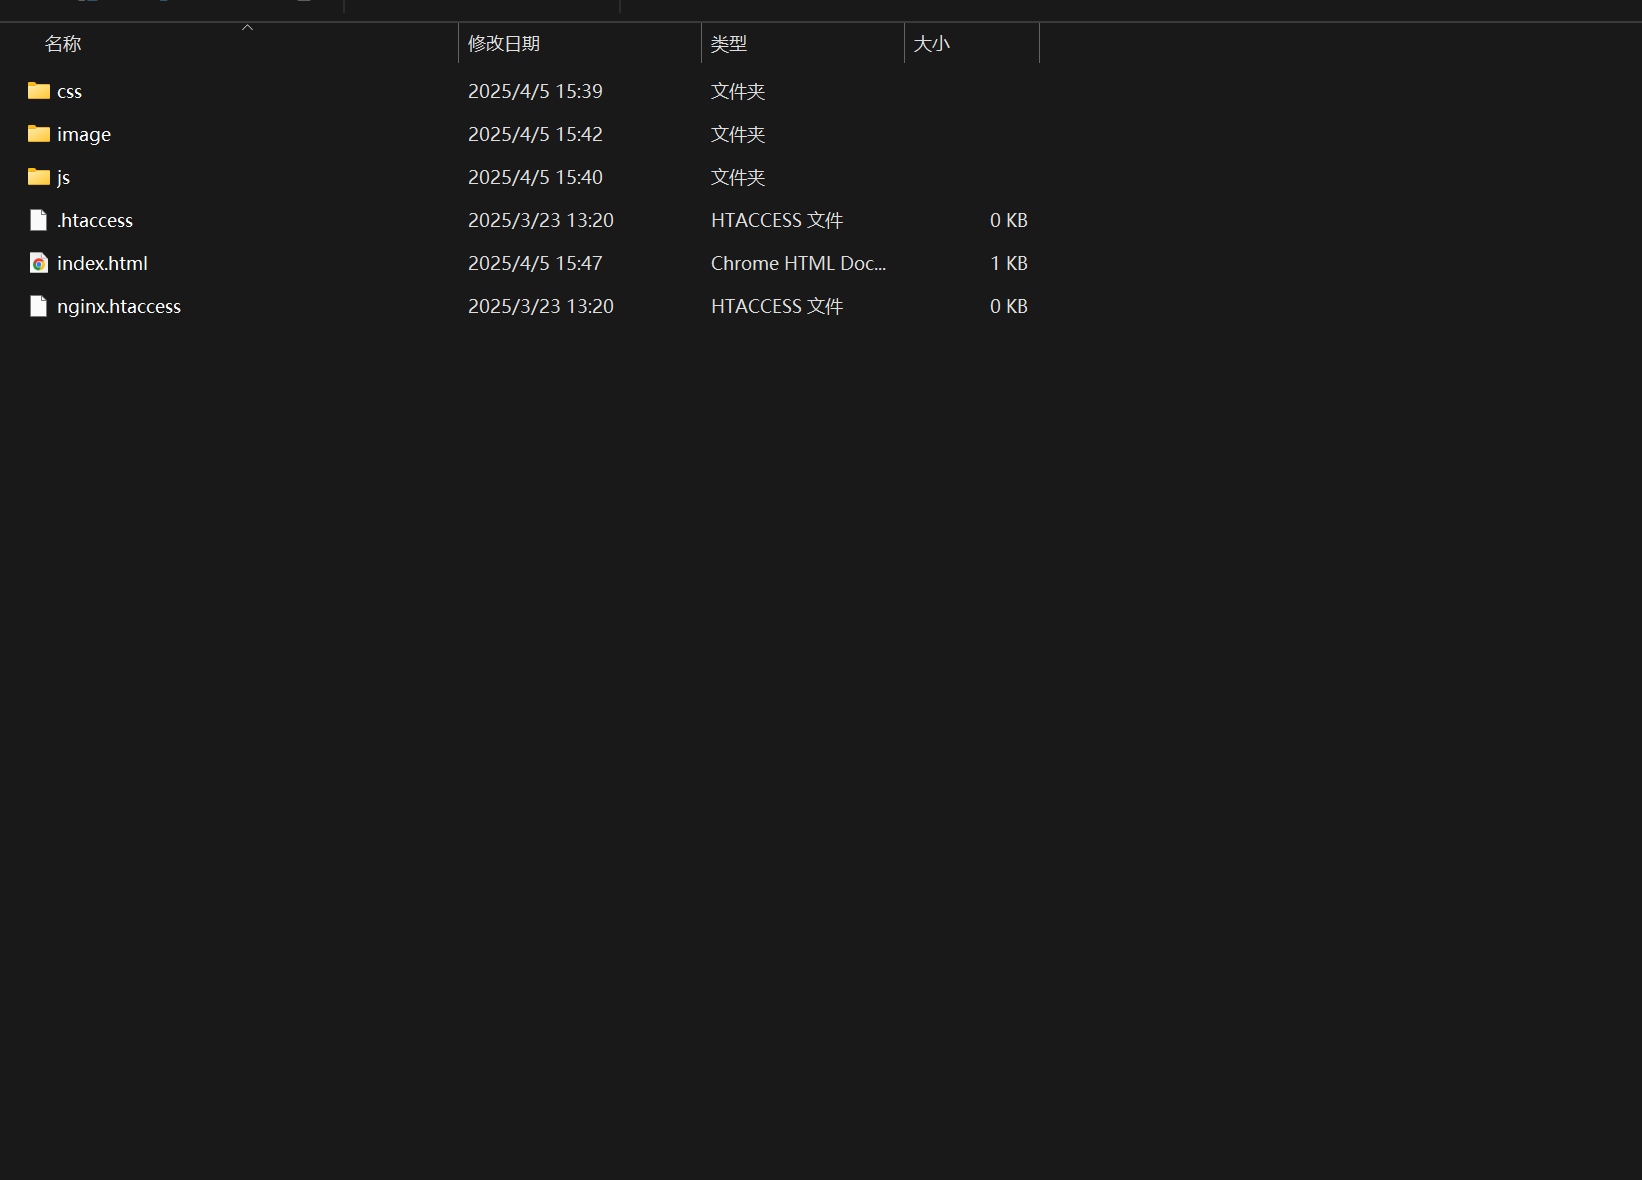 名称 修改日期 类型 大小
css 2025/4/5 15:39 文件夹
image 2025/4/5 15:42 文件夹
js 2025/4/5 15:40 文件夹
.htaccess 2025/3/23 13:20 HTACCESS 文件 0 KB
index.html 2025/4/5 15:47 Chrome HTML Doc... 1 KB
nginx.htaccess 2025/3/23 13:20 HTACCESS 文件 0 KB